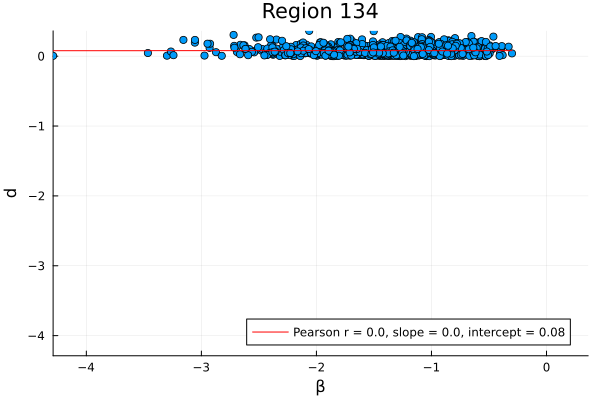 Region 134
0
−1
−2
−3
−4
d
Pearson r = 0.0, slope = 0.0, intercept = 0.08
−4
−3
−2
−1
0
β